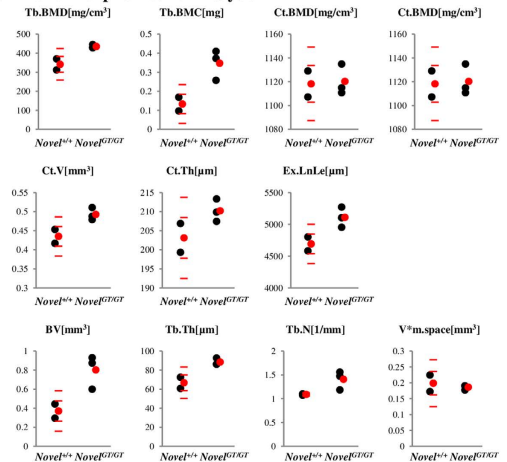 Tb.BMD[mg/cm³] Tb.BMC[mg] Ct.BMD[mg/cm³] Ct.BMD[mg/cm³]
500 0.5 1160 1160
400 0.4 1140 1140
300 0.3 1120 1120
200 0.2 1100 1100
100 0.1
0 0 1080 1080
Novel+/+ NovelGT/GT Novel+/+ NovelGT/GT Novel+/+ NovelGT/GT Novel+/+ NovelGT/GT
Ct.V[mm³] Ct.Th[µm] Ex.LnLe[µm]
0.55 215 5500
0.5 210
0.45 205 5000
0.4 200 4500
0.35 195
0.3 190 4000
Novel+/+ NovelGT/GT Novel+/+ NovelGT/GT Novel+/+ NovelGT/GT
BV[mm³] Tb.Th[µm] Tb.N[1/mm] V*m.space[mm³]
1 100 2 0.3
0.8 80 1.5 0.25
0.6 60 0.2
0.4 40 1 0.15
0.2 20 0.5 0.1
0.05
0 0 0 0
Novel+/+ NovelGT/GT Novel+/+ NovelGT/GT Novel+/+ NovelGT/GT Novel+/+ NovelGT/GT